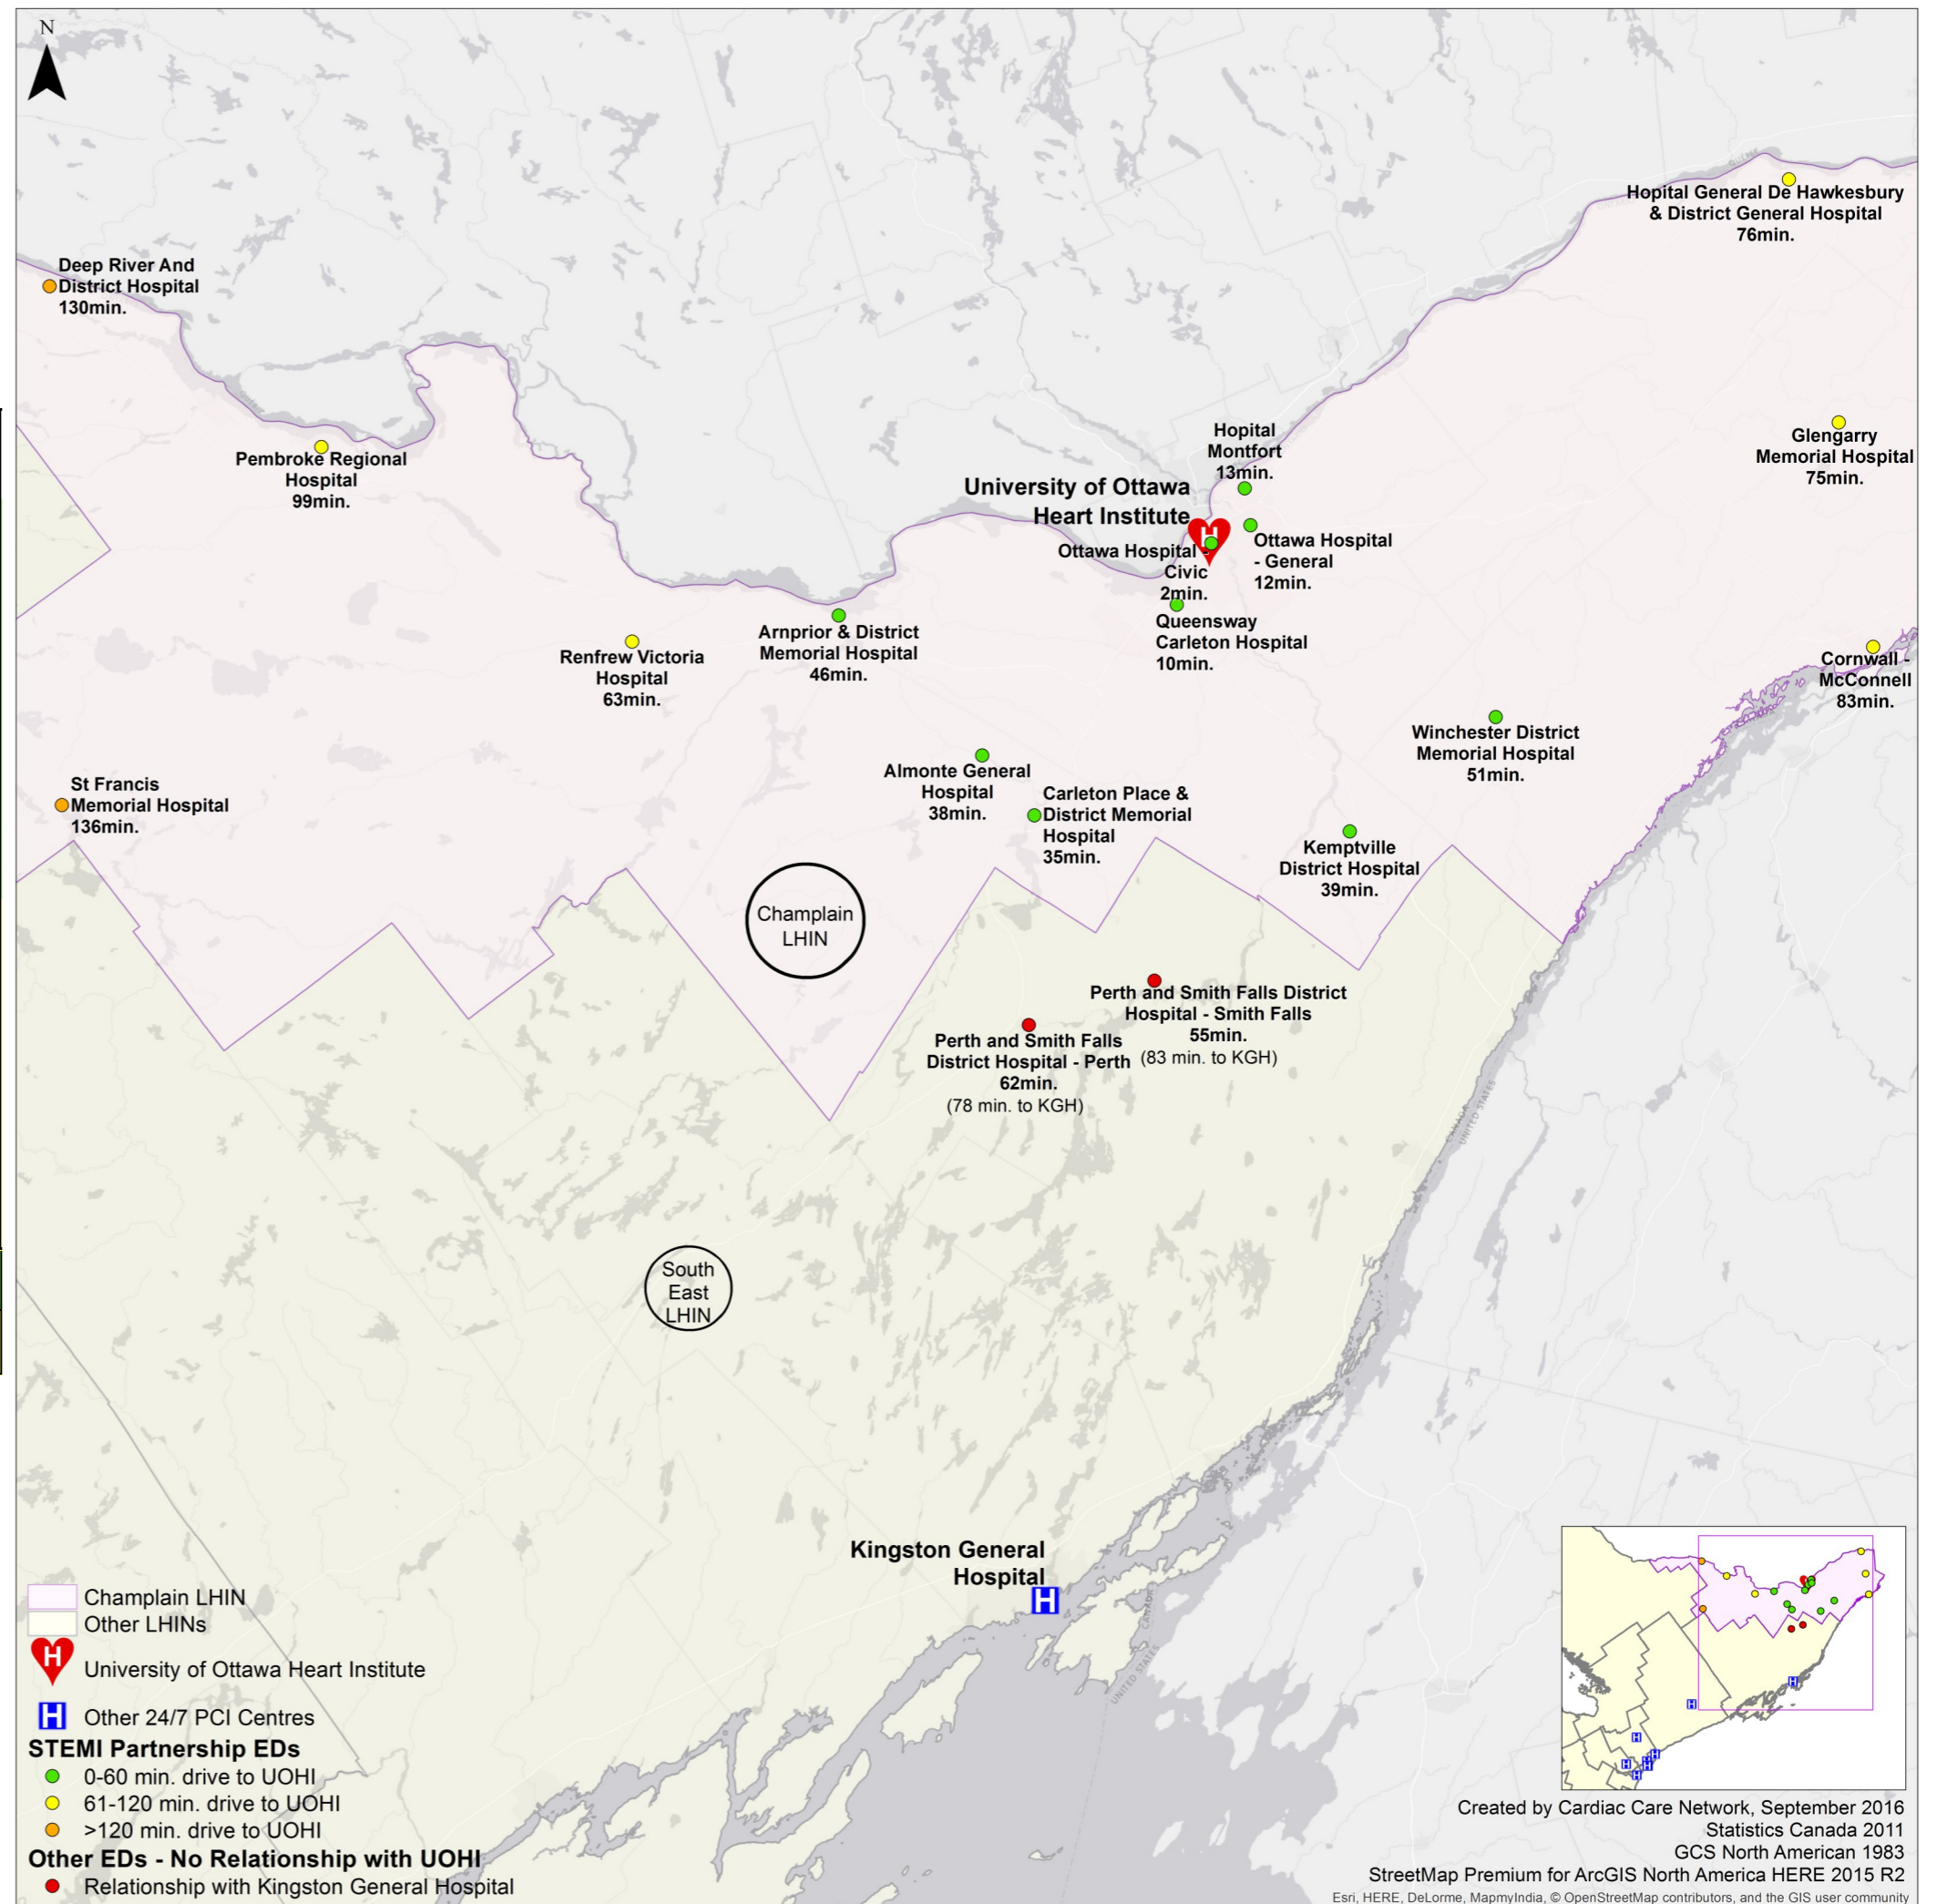 N
Hopital General De Hawkesbury
& District General Hospital
76min.
Deep River And
District Hospital
130min.
Pembroke Regional
Hospital
99min.
Hopital
Montfort
13min.
Glengarry
Memorial Hospital
75min.
University of Ottawa
Heart Institute
H
Ottawa Hospital -
Civic
2min.
Ottawa Hospital
- General
12min.
Queensway
Carleton Hospital
10min.
Arnprior & District
Memorial Hospital
46min.
Renfrew Victoria
Hospital
63min.
Cornwall -
McConnell
83min.
Winchester District
Memorial Hospital
51min.
St Francis
Memorial Hospital
136min.
Almonte General
Hospital
38min.
Carleton Place &
District Memorial
Hospital
35min.
Kemptville
District Hospital
39min.
Champlain
LHIN
Perth and Smith Falls District
Hospital - Smith Falls
55min.
(83 min. to KGH)
Perth and Smith Falls
District Hospital - Perth
62min.
(78 min. to KGH)
CANADA
UNITED STATES
South
East
LHIN
Kingston General
Hospital
H
CANADA
UNITED STATES
Champlain LHIN
Other LHINs
H
University of Ottawa Heart Institute
H
Other 24/7 PCI Centres
STEMI Partnership EDs
0-60 min. drive to UOHI
61-120 min. drive to UOHI
>120 min. drive to UOHI
Other EDs - No Relationship with UOHI
Relationship with Kingston General Hospital
H
H
H
H
H
H
H
Created by Cardiac Care Network, September 2016
Statistics Canada 2011
GCS North American 1983
StreetMap Premium for ArcGIS North America HERE 2015 R2
Esri, HERE, DeLorme, MapmyIndia, © OpenStreetMap contributors, and the GIS user community